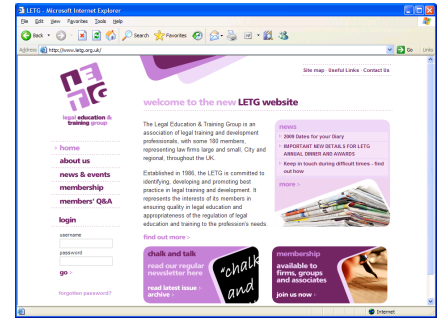 LETG - Microsoft Internet Explorer
File Edit View Favorites Tools Help
Back Search Favorites
Address http://www.letg.org.uk/ Go Links
Site map · Useful Links · Contact Us
LETG
legal education &
training group
welcome to the new LETG website
home
about us
news & events
membership
members' Q&A
login
username
password
go >
forgotten password?
The Legal Education & Training Group is an
association of legal training and development
professionals, with some 180 members,
representing law firms large and small, City and
regional, throughout the UK.
Established in 1986, the LETG is committed to
identifying, developing and promoting best
practice in legal training and development. It
represents the interests of its members in
ensuring quality in legal education and
appropriateness of the regulation of legal
education and training to the profession's needs.
find out more >
news
> 2009 Dates for your Diary
> IMPORTANT NEW DETAILS FOR LETG
ANNUAL DINNER AND AWARDS
> Keep in touch during difficult times - find
out how
more >
chalk and talk
read our regular
newsletter here
read latest issue >
archive >
"chalk
and
membership
available to
firms, groups
and associates
join us now >
Internet